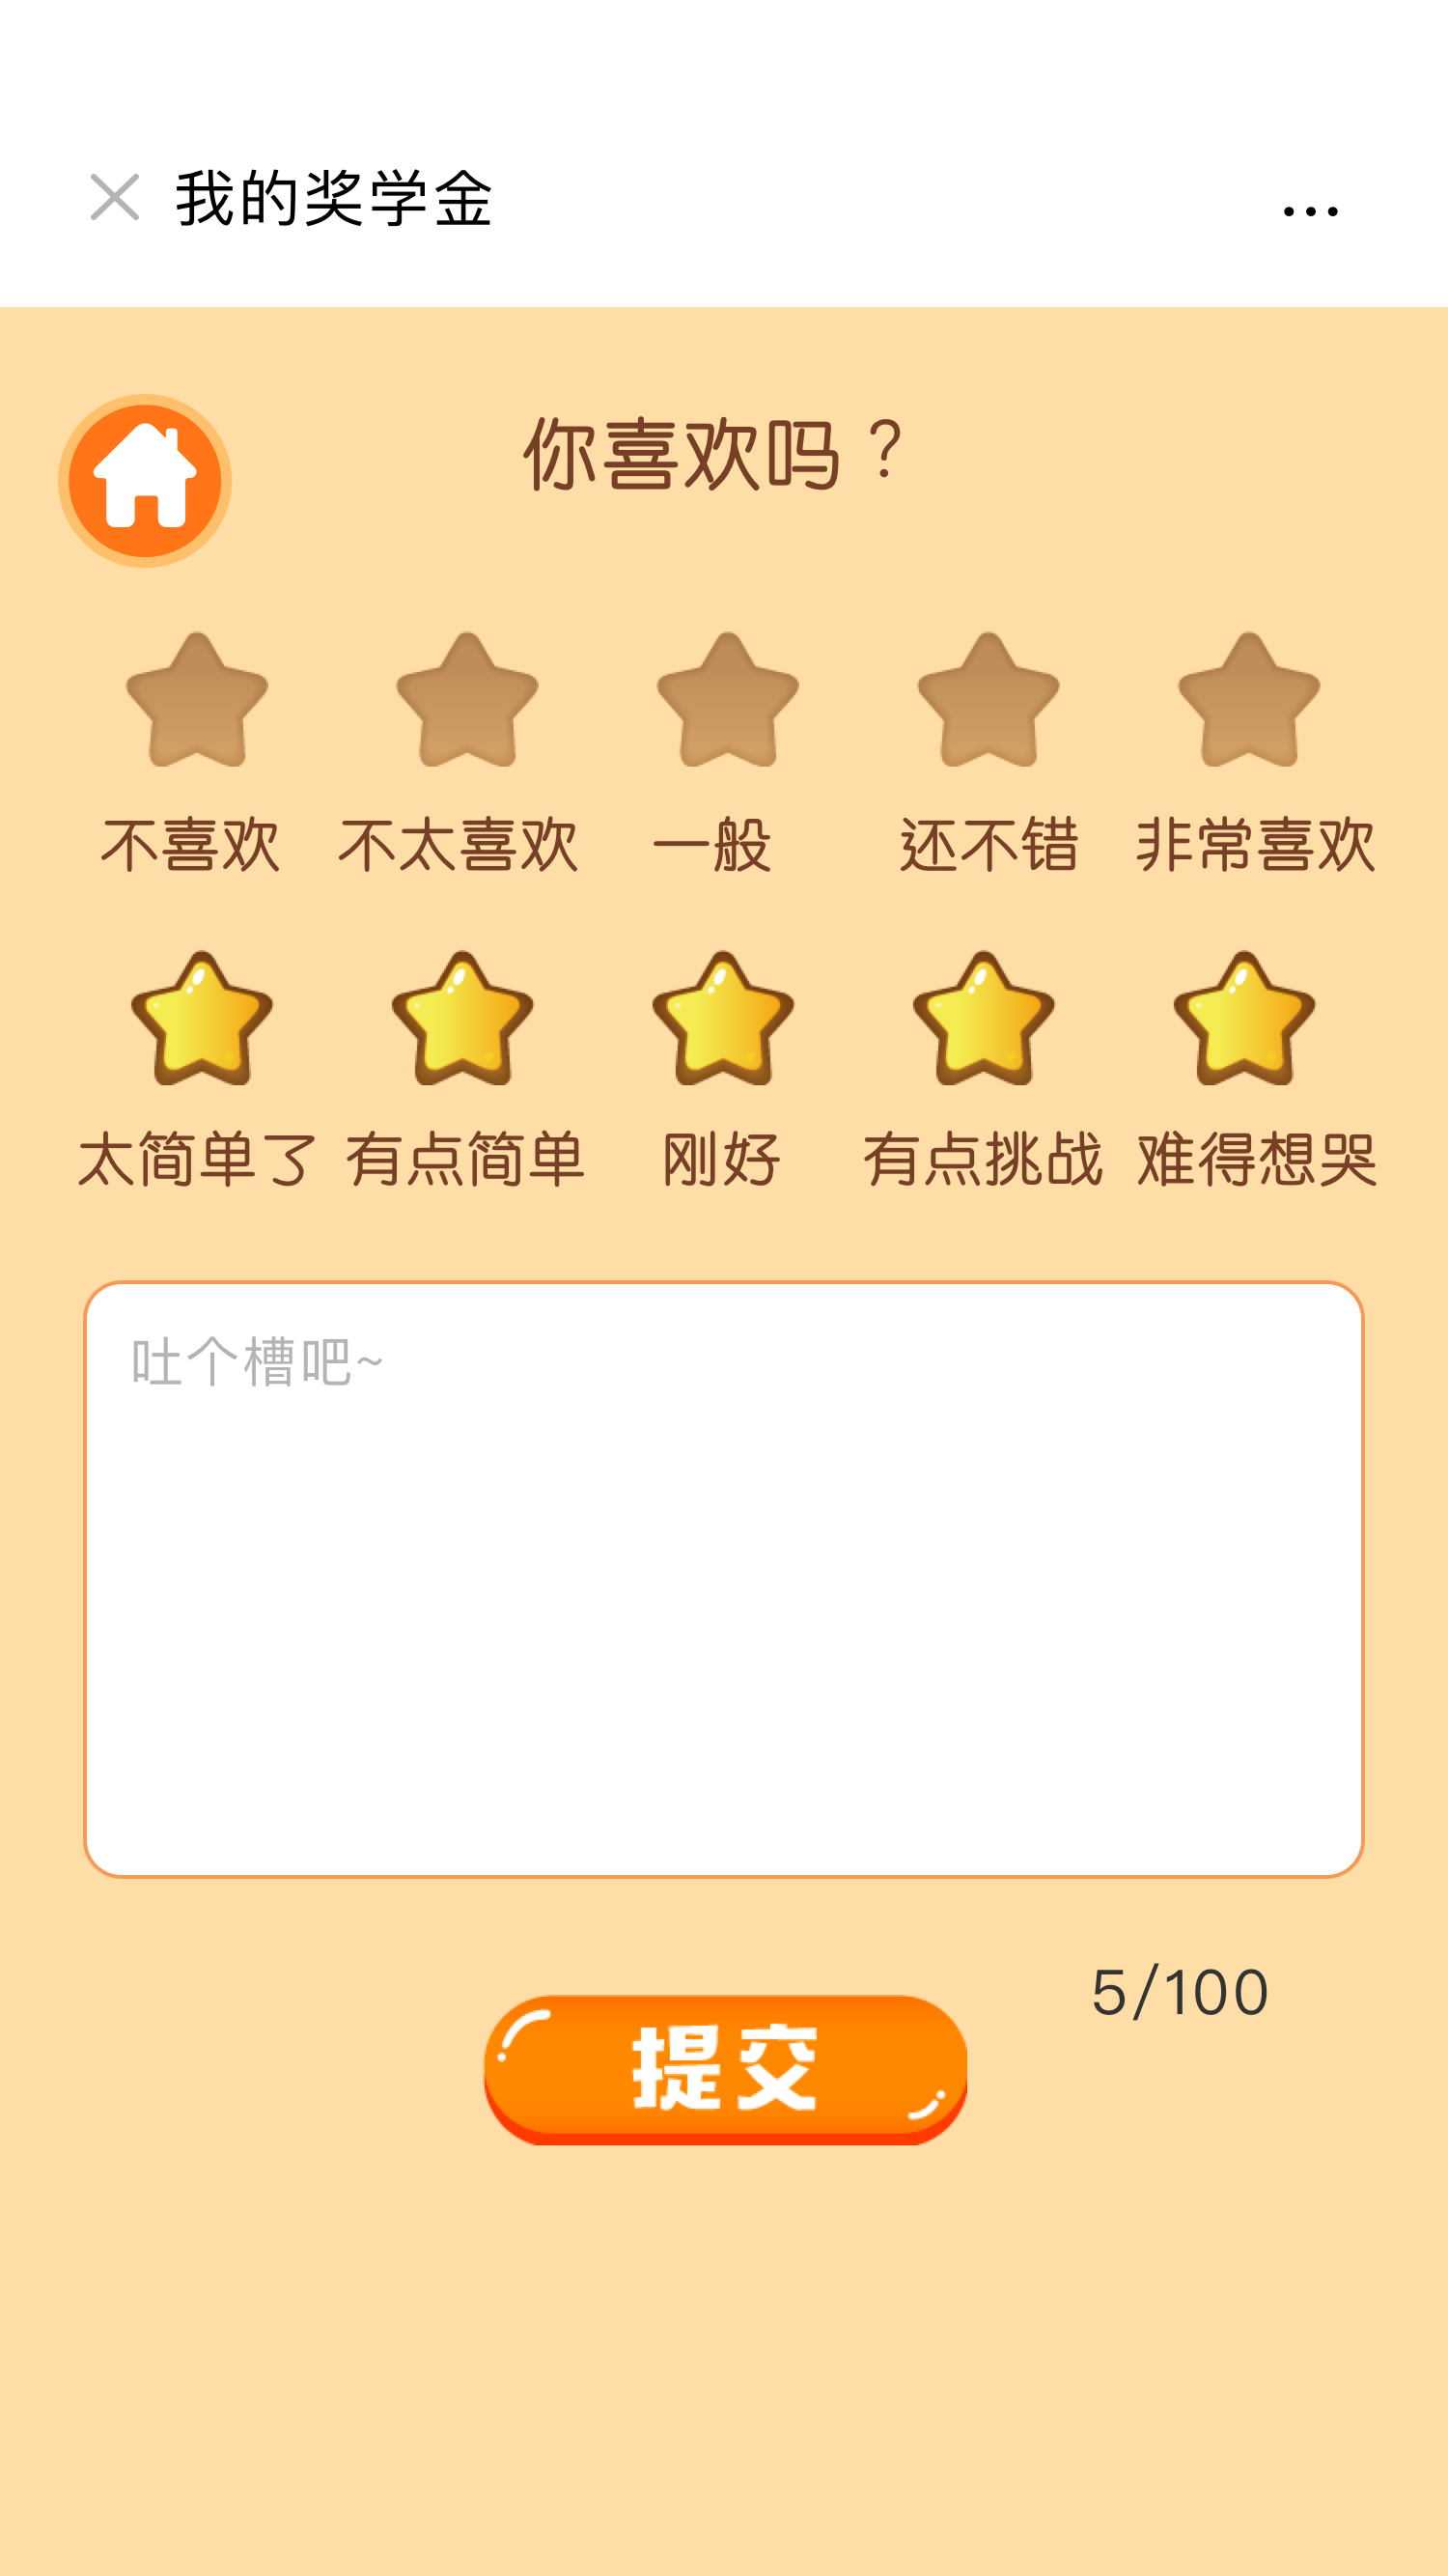 我的奖学金
你喜欢吗？
不喜欢 不太喜欢 一般 还不错 非常喜欢
太简单了 有点简单 刚好 有点挑战 难得想哭
吐个槽吧~
5/100
提交